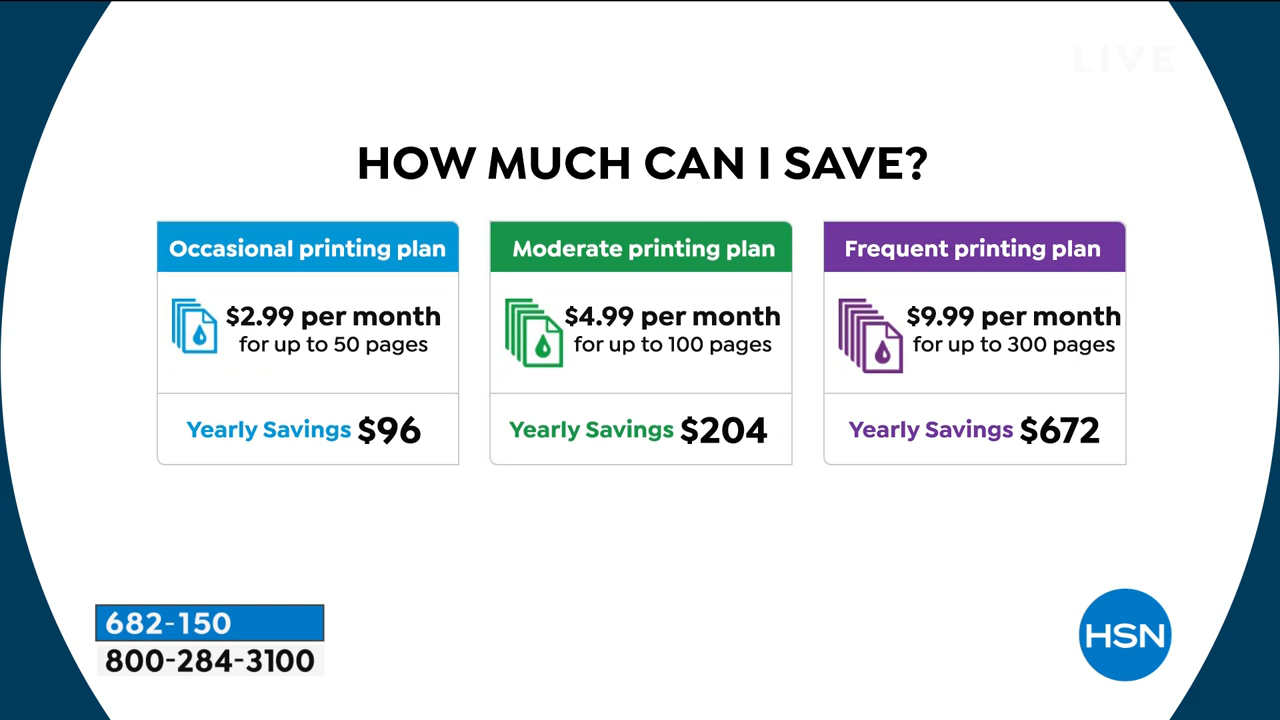 LIVE
HOW MUCH CAN I SAVE?
Occasional printing plan
$2.99 per month
for up to 50 pages
Yearly Savings $96
Moderate printing plan
$4.99 per month
for up to 100 pages
Yearly Savings $204
Frequent printing plan
$9.99 per month
for up to 300 pages
Yearly Savings $672
682-150
800-284-3100
HSN